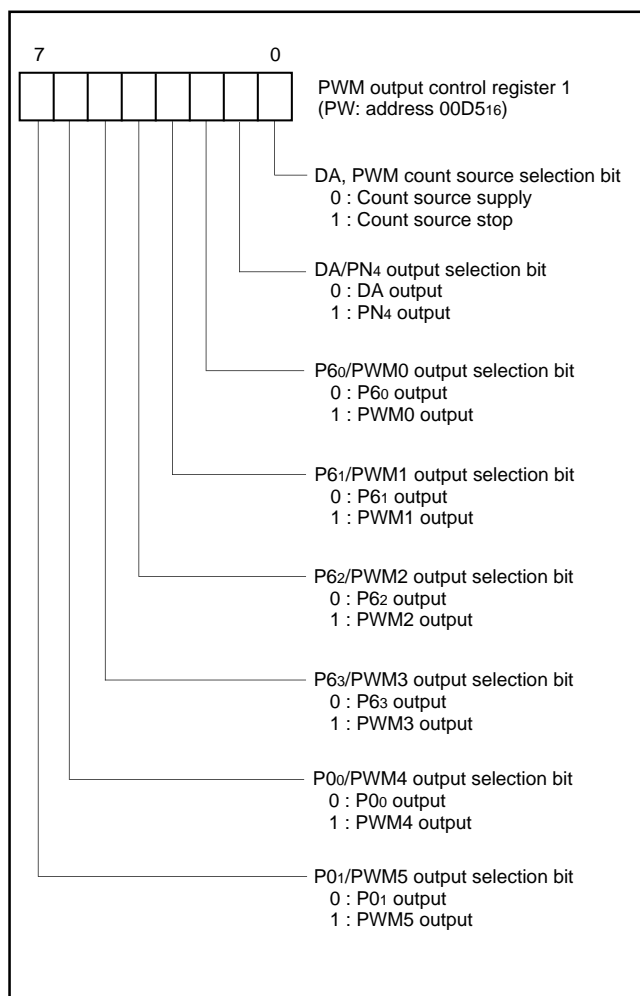 7 0
PWM output control register 1
(PW: address 00D516)
DA, PWM count source selection bit
0 : Count source supply
1 : Count source stop
DA/PN4 output selection bit
0 : DA output
1 : PN4 output
P60/PWM0 output selection bit
0 : P60 output
1 : PWM0 output
P61/PWM1 output selection bit
0 : P61 output
1 : PWM1 output
P62/PWM2 output selection bit
0 : P62 output
1 : PWM2 output
P63/PWM3 output selection bit
0 : P63 output
1 : PWM3 output
P00/PWM4 output selection bit
0 : P00 output
1 : PWM4 output
P01/PWM5 output selection bit
0 : P01 output
1 : PWM5 output